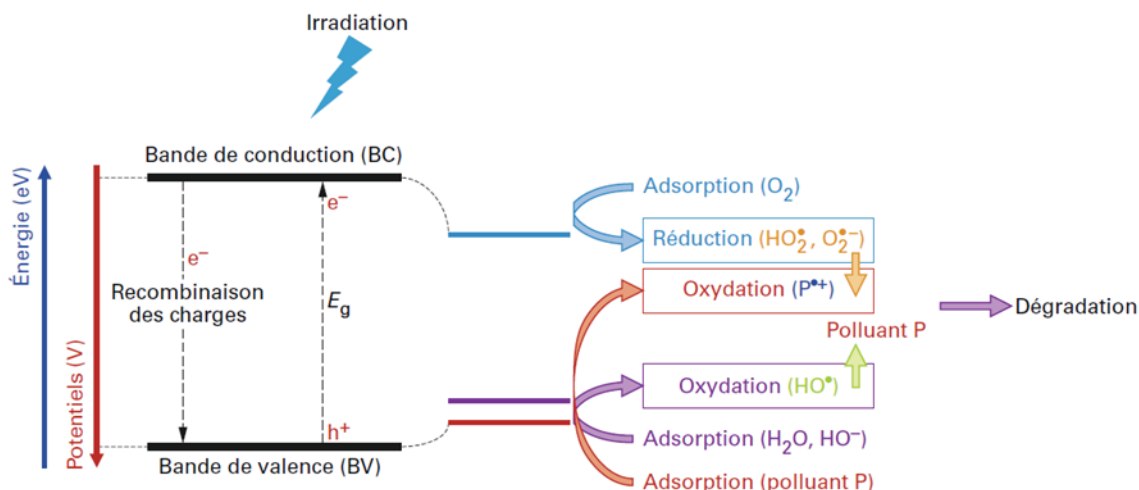 Irradiation
Énergie (eV)
Potentiels (V)
Bande de conduction (BC)
e⁻
e⁻
Recombinaison
des charges
E_g
h⁺
Bande de valence (BV)
Adsorption (O₂)
Réduction (HO₂•, O₂•⁻)
Oxydation (P•⁺)
Polluant P
Dégradation
Oxydation (HO•)
Adsorption (H₂O, HO⁻)
Adsorption (polluant P)